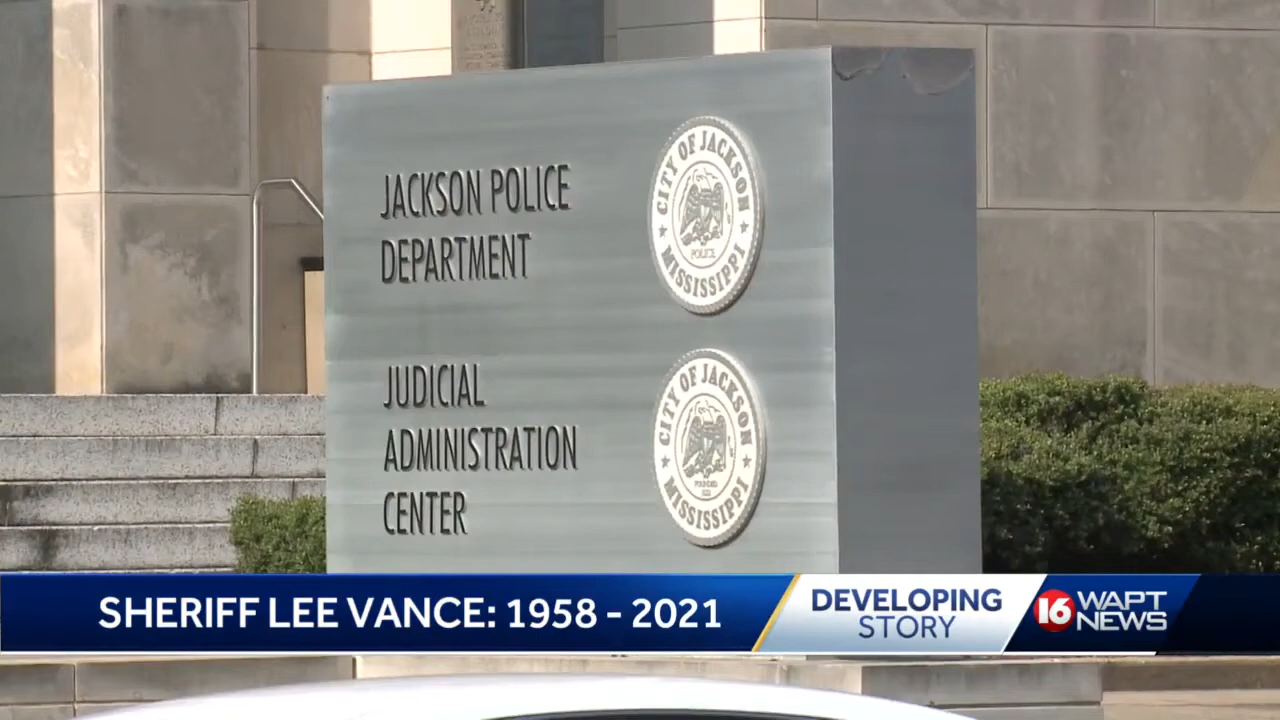 JACKSON POLICE
DEPARTMENT
CITY OF JACKSON
POLICE
MISSISSIPPI
JUDICIAL
ADMINISTRATION
CENTER
CITY OF JACKSON
FOUNDED
MISSISSIPPI
SHERIFF LEE VANCE: 1958 - 2021
DEVELOPING
STORY
16 WAPT
NEWS